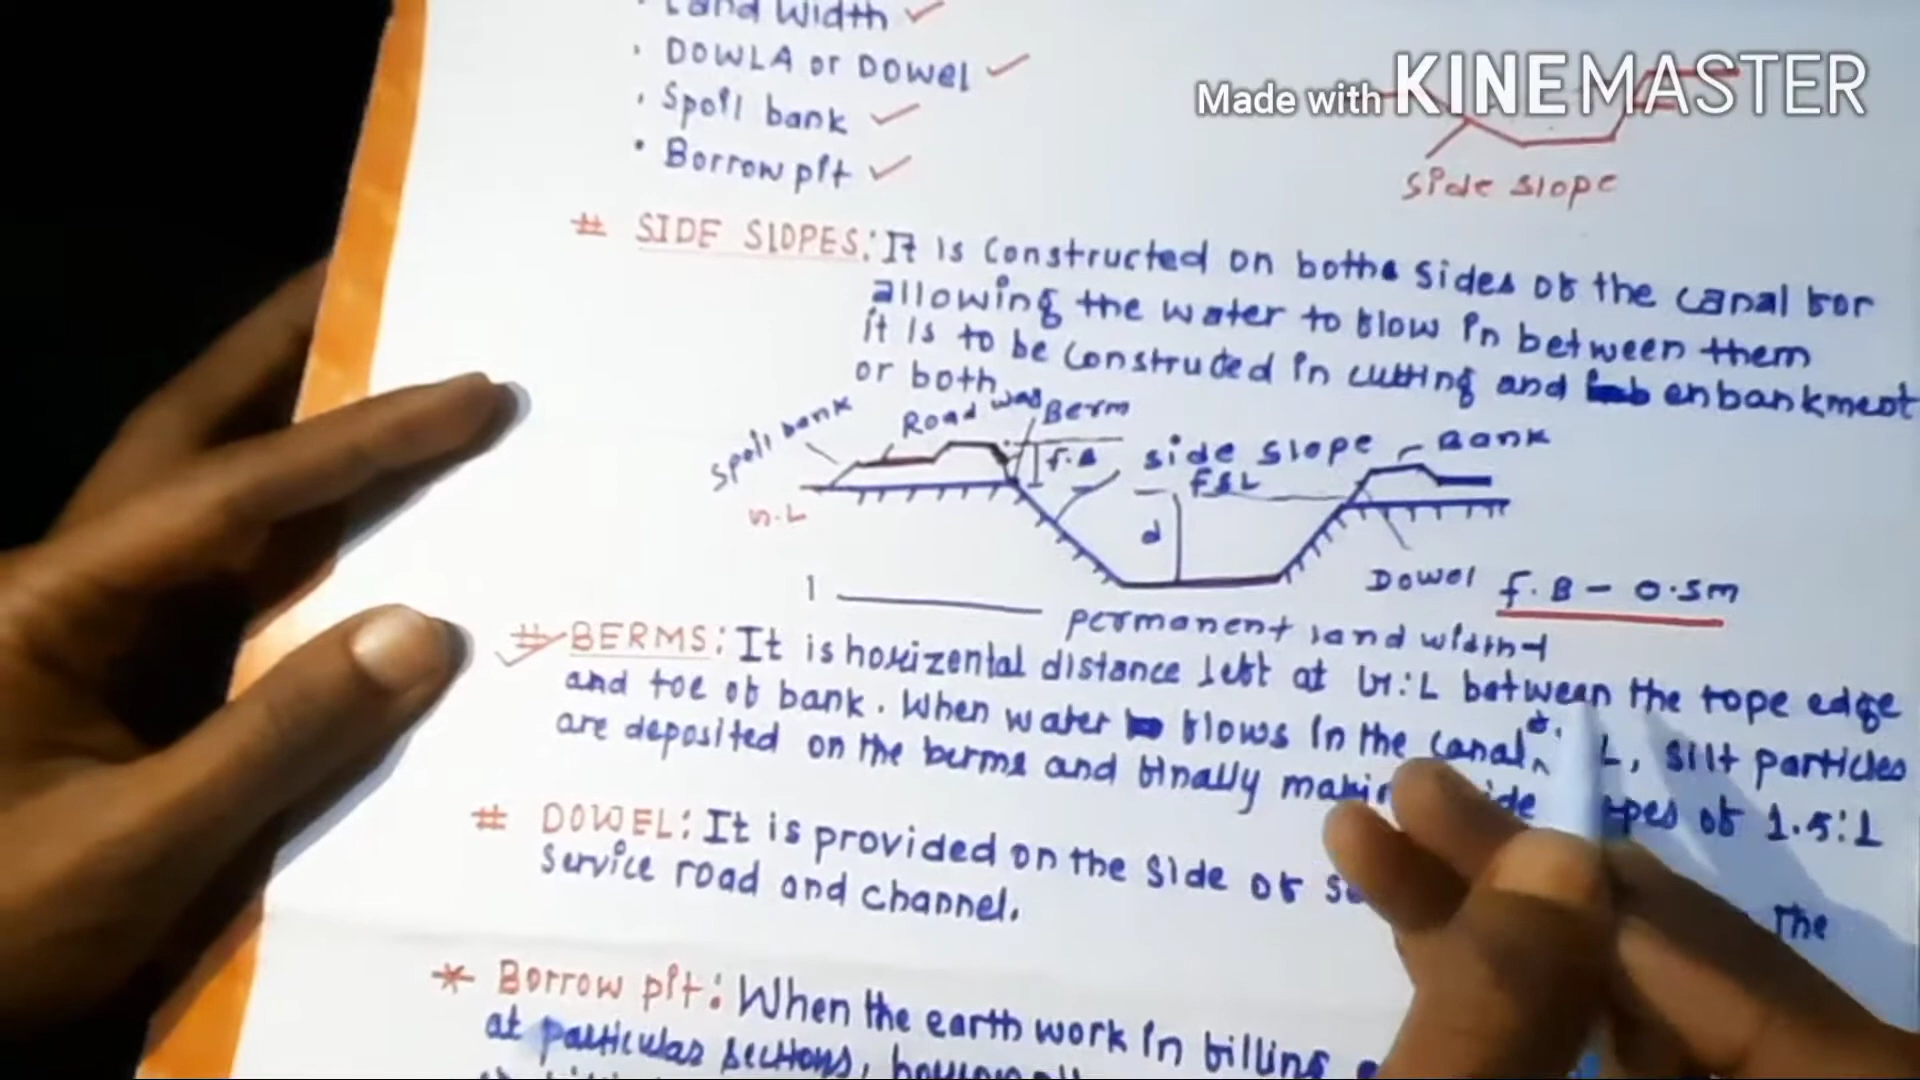 Land Width
Made with KINEMASTER
DOWLA or DOWEL
Spoil bank
Borrow pit
side slope
# SIDE SLOPES: It is constructed on boths sides of the canal for
allowing the water to flow in between them
it is to be constructed in cutting and enbankment
or both
Spoil bank
Road way
Berm
f.B
side slope
Bank
FSL
G.L
d
Dowel
f.B - 0.5m
permanent land width
# BERMS: It is horizental distance left at G.L between the tope edge
and toe of bank. When water flows in the canal, L, silt particles
are deposited on the berms and finally making of 1.5:1
# DOWEL: It is provided on the side of The
service road and channel.
* Borrow pit: When the earth work in filling
at particular sections,